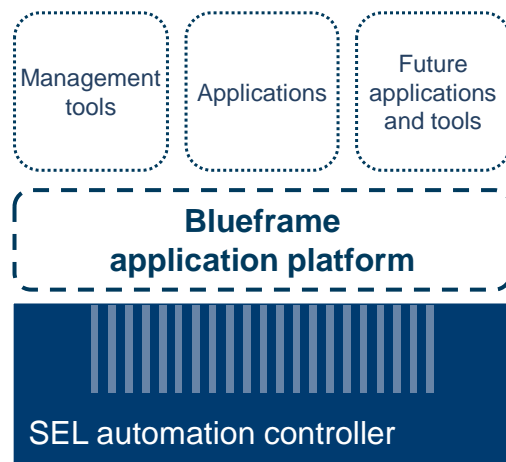 Management
tools
Applications
Future
applications
and tools
Blueframe
application platform
SEL automation controller